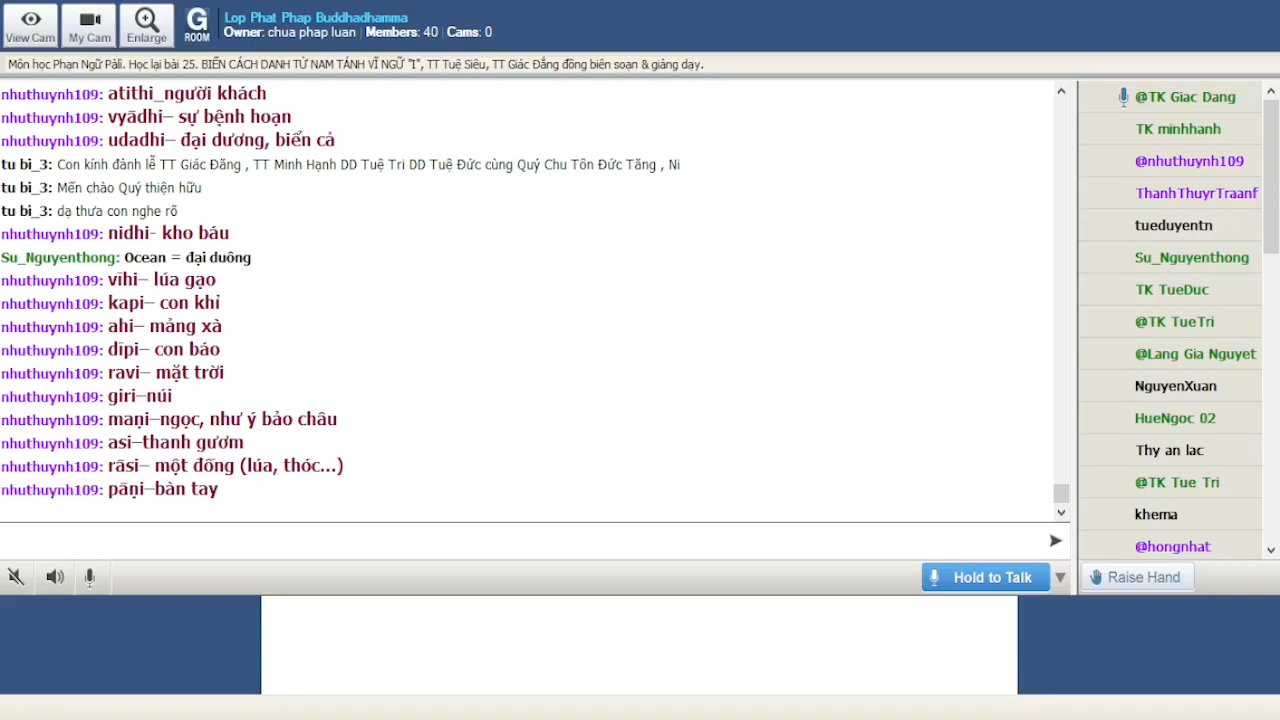 View Cam
My Cam
Enlarge
G
ROOM
Lop Phat Phap Buddhadhamma
Owner: chua phap luan | Members: 40 | Cams: 0
Môn học Phạn Ngữ Pāli. Học lại bài 25. BIẾN CÁCH DANH TỪ NAM TÁNH VĨ NGỮ "I", TT Tuệ Siêu, TT Giác Đẳng đồng biên soạn & giảng dạy.
nhuthuynh109: atithi_người khách
nhuthuynh109: vyādhi– sự bệnh hoạn
nhuthuynh109: udadhi– đại dương, biển cả
tu bi_3: Con kính đảnh lễ TT Giác Đăng , TT Minh Hạnh DD Tuệ Tri DD Tuệ Đức cùng Quý Chu Tôn Đức Tăng , Ni
tu bi_3: Mến chào Quý thiện hữu
tu bi_3: dạ thưa con nghe rõ
nhuthuynh109: nidhi- kho báu
Su_Nguyenthong: Ocean = đại duông
nhuthuynh109: vīhi– lúa gạo
nhuthuynh109: kapi– con khỉ
nhuthuynh109: ahi– mảng xà
nhuthuynh109: dīpi– con báo
nhuthuynh109: ravi– mặt trời
nhuthuynh109: giri–núi
nhuthuynh109: maṇi–ngọc, như ý bảo châu
nhuthuynh109: asi–thanh gươm
nhuthuynh109: rāsi– một đống (lúa, thóc...)
nhuthuynh109: pāṇi–bàn tay
Hold to Talk
@TK Giac Dang
TK minhhanh
@nhuthuynh109
ThanhThuyrTraanf
tueduyentn
Su_Nguyenthong
TK TueDuc
@TK TueTri
@Lang Gia Nguyet
NguyenXuan
HueNgoc 02
Thy an lac
@TK Tue Tri
khema
@hongnhat
Raise Hand